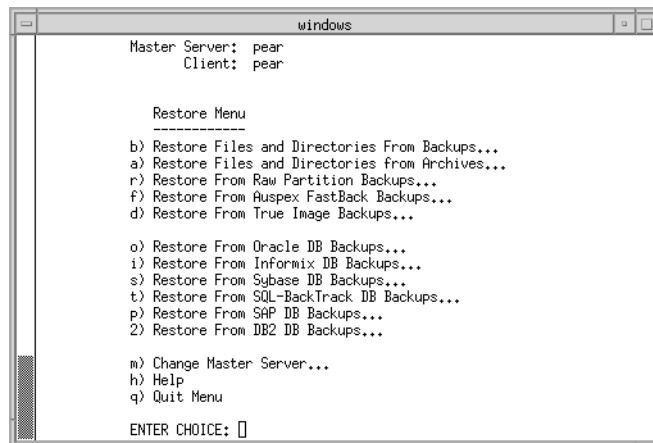 windows
Master Server: pear
Client: pear
Restore Menu
------------
b) Restore Files and Directories From Backups...
a) Restore Files and Directories from Archives...
r) Restore From Raw Partition Backups...
f) Restore From Auspex FastBack Backups...
d) Restore From True Image Backups...
o) Restore From Oracle DB Backups...
i) Restore From Informix DB Backups...
s) Restore From Sybase DB Backups...
t) Restore From SQL-BackTrack DB Backups...
p) Restore From SAP DB Backups...
2) Restore From DB2 DB Backups...
m) Change Master Server...
h) Help
q) Quit Menu
ENTER CHOICE: